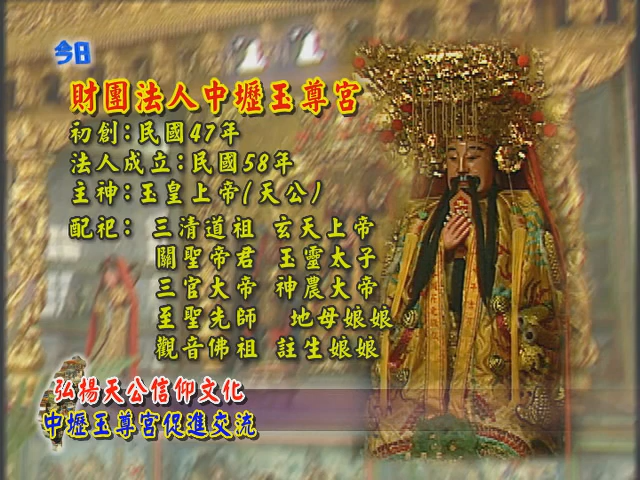 今日
財團法人中壢玉尊宮
初創:民國47年
法人成立:民國58年
主神:玉皇上帝(天公)
配祀: 三清道祖 玄天上帝
關聖帝君 玉靈太子
三官大帝 神農大帝
至聖先師 地母娘娘
觀音佛祖 註生娘娘
弘揚天公信仰文化
中壢玉尊宮促進交流